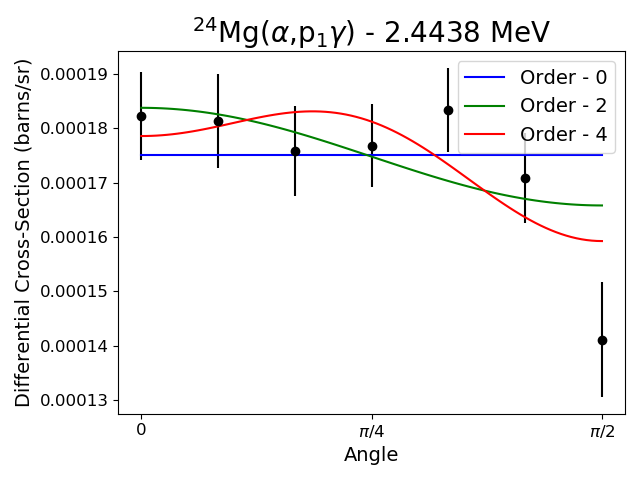 ²⁴Mg(α,p₁γ) - 2.4438 MeV
Differential Cross-Section (barns/sr)
0.00019
0.00018
0.00017
0.00016
0.00015
0.00014
0.00013
Order - 0
Order - 2
Order - 4
0 π/4 π/2
Angle